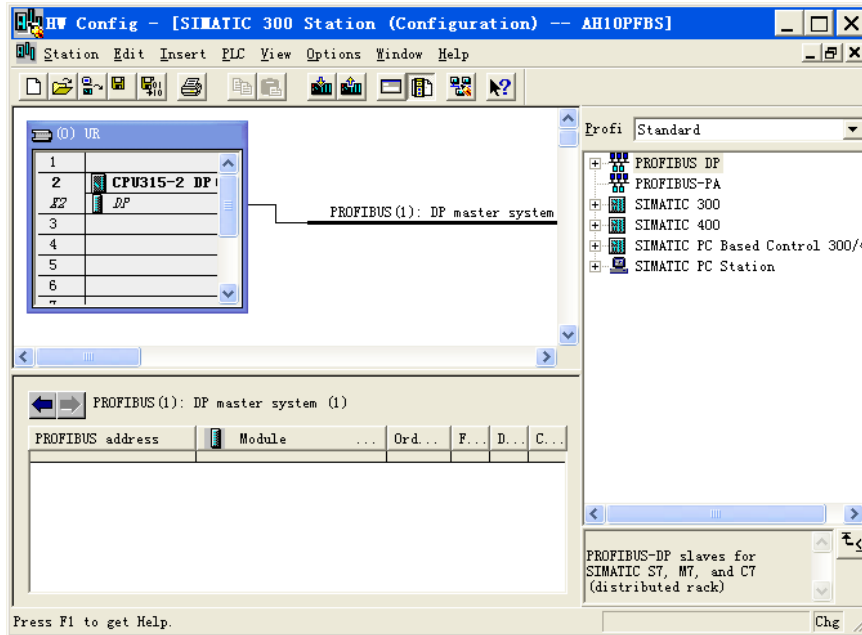 HW Config - [SIMATIC 300 Station (Configuration) -- AH10PFBS]
Station Edit Insert PLC View Options Window Help
(0) UR
1
2 CPU315-2 DP(
X2 DP
3
4
5
6
PROFIBUS(1): DP master system
PROFIBUS(1): DP master system (1)
PROFIBUS address Module ... Ord... F... D... C...
Profi Standard
PROFIBUS DP
PROFIBUS-PA
SIMATIC 300
SIMATIC 400
SIMATIC PC Based Control 300/4
SIMATIC PC Station
PROFIBUS-DP slaves for
SIMATIC S7, M7, and C7
(distributed rack)
Press F1 to get Help.
Chg